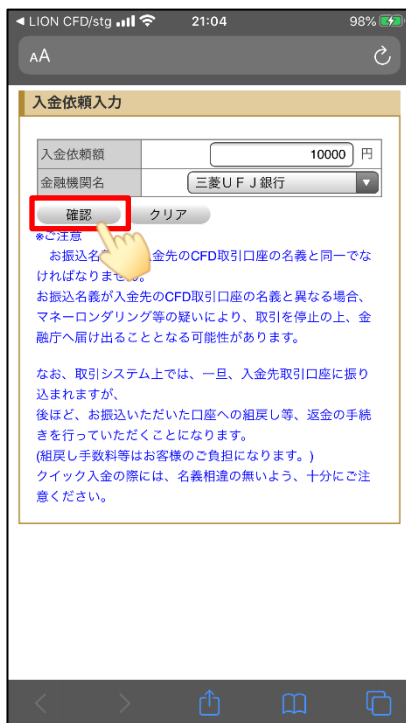 LION CFD/stg 21:04 98%
AA
入金依頼入力
入金依頼額 10000 円
金融機関名 三菱UFJ銀行
確認 クリア
※ご注意
お振込名 入金先のCFD取引口座の名義と同一でな
ければなりません。
お振込名義が入金先のCFD取引口座の名義と異なる場合、
マネーロンダリング等の疑いにより、取引を停止の上、金
融庁へ届け出ることとなる可能性があります。
なお、取引システム上では、一旦、入金先取引口座に振り
込まれますが、
後ほど、お振込いただいた口座への組戻し等、返金の手続
きを行っていただくことになります。
(組戻し手数料等はお客様のご負担になります。)
クイック入金の際には、名義相違の無いよう、十分にご注
意ください。